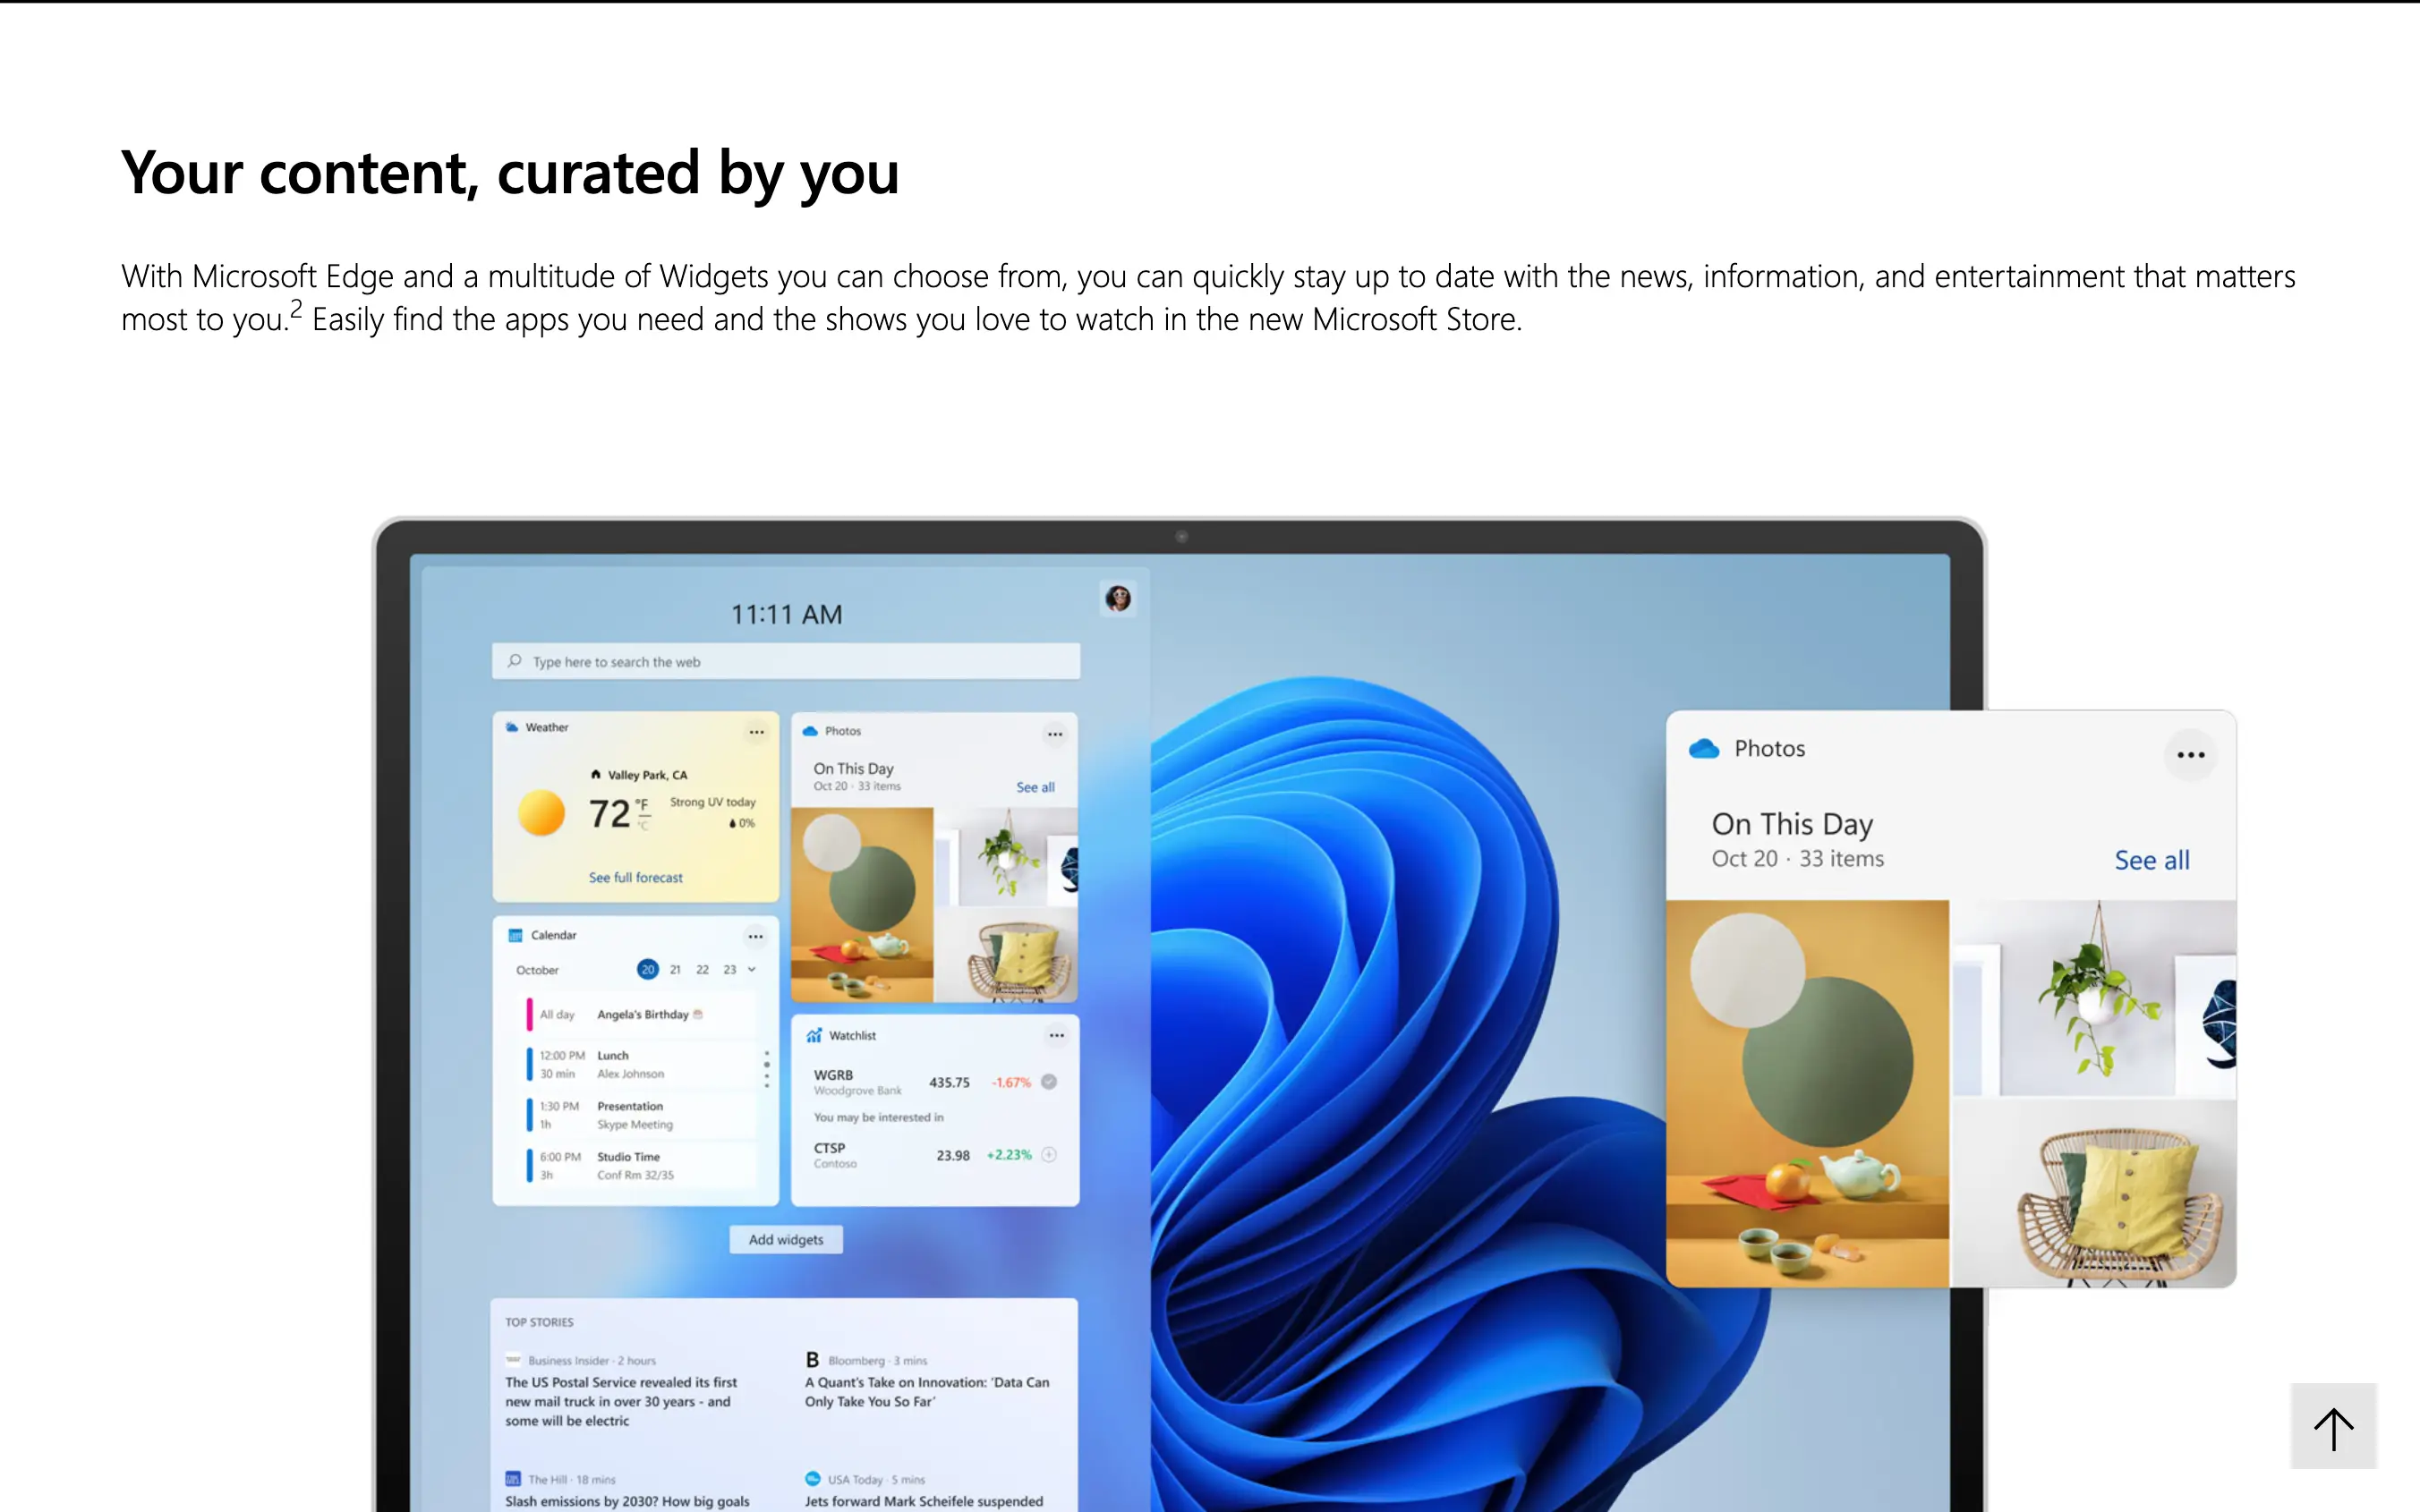 Your content, curated by you
With Microsoft Edge and a multitude of Widgets you can choose from, you can quickly stay up to date with the news, information, and entertainment that matters
most to you.2 Easily find the apps you need and the shows you love to watch in the new Microsoft Store.
11:11 AM
Type here to search the web
Weather
Valley Park, CA
72 °F
°C
Strong UV today
0%
See full forecast
Photos
On This Day
Oct 20 · 33 items
See all
Calendar
October 20 21 22 23
All day Angela's Birthday
12:00 PM Lunch
30 min Alex Johnson
1:30 PM Presentation
1h Skype Meeting
6:00 PM Studio Time
3h Conf Rm 32/35
Watchlist
WGRB 435.75 -1.67%
Woodgrove Bank
You may be interested in
CTSP 23.98 +2.23%
Contoso
Add widgets
TOP STORIES
Business Insider · 2 hours
The US Postal Service revealed its first
new mail truck in over 30 years - and
some will be electric
B Bloomberg · 3 mins
A Quant's Take on Innovation: 'Data Can
Only Take You So Far'
The Hill · 18 mins
Slash emissions by 2030? How big goals
USA Today · 5 mins
Jets forward Mark Scheifele suspended
Photos
On This Day
Oct 20 · 33 items
See all